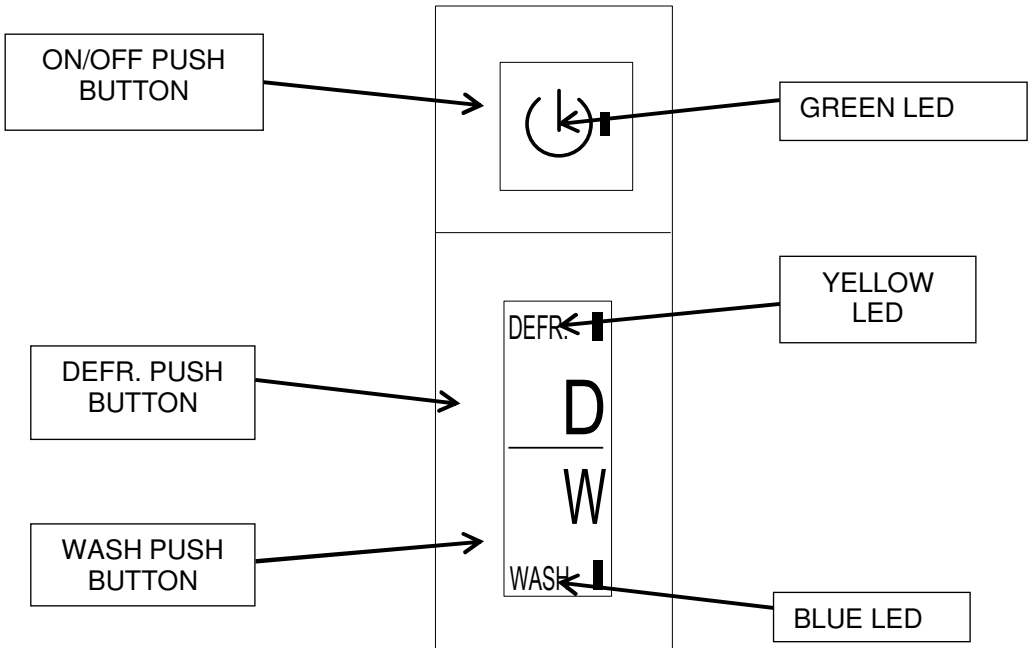 ON/OFF PUSH
BUTTON
GREEN LED
YELLOW
LED
DEFR.
DEFR. PUSH
BUTTON
D
W
WASH PUSH
BUTTON
WASH
BLUE LED